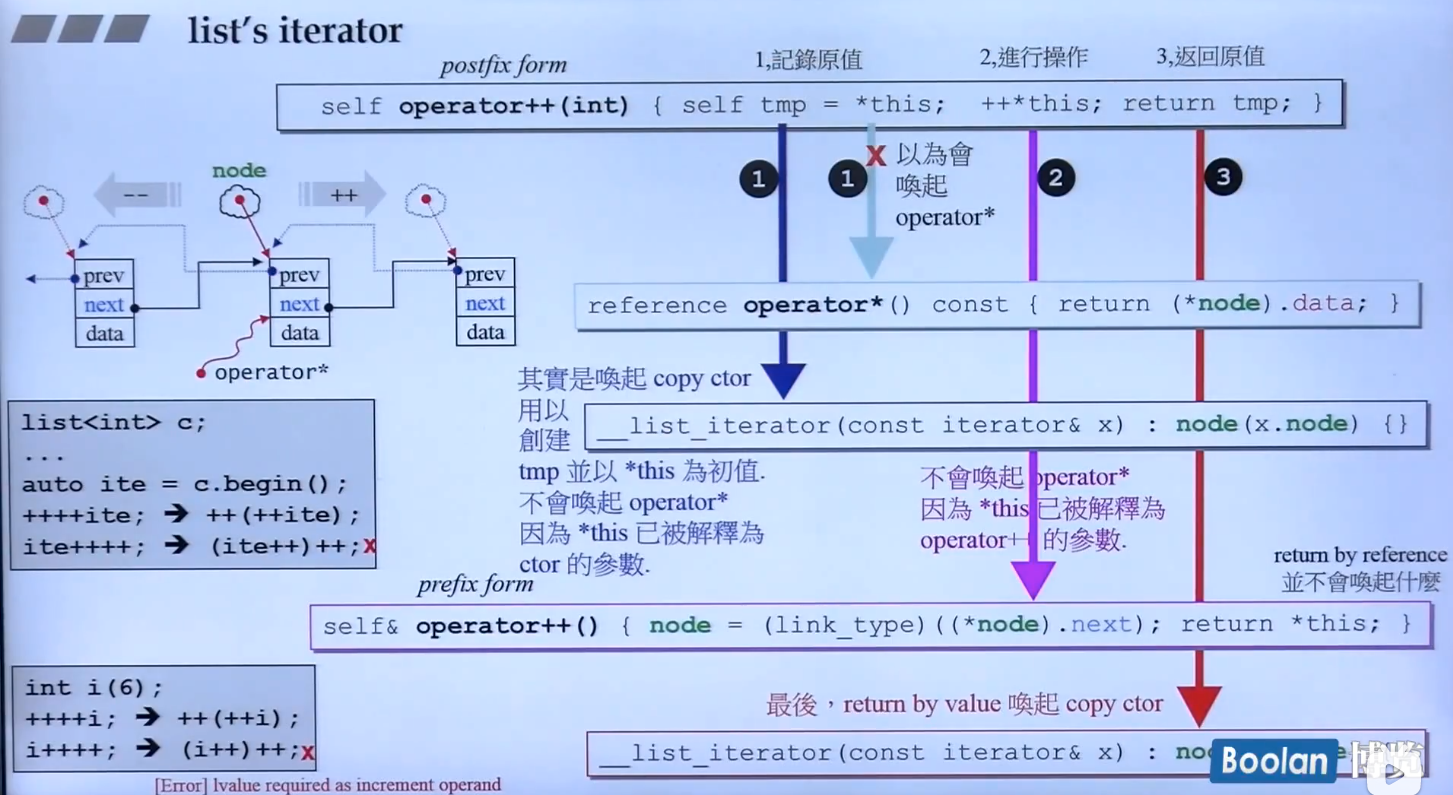 list's iterator
postfix form
1,記錄原值
2,進行操作
3,返回原值
self operator++(int) { self tmp = *this; ++*this; return tmp; }
1
1
x 以為會
喚起
operator*
2
3
node
--
++
prev
next
data
prev
next
data
prev
next
data
operator*
reference operator*() const { return (*node).data; }
其實是喚起 copy ctor
用以
創建
tmp 並以 *this 為初值.
不會喚起 operator*
因為 *this 已被解釋為
ctor 的參數.
__list_iterator(const iterator& x) : node(x.node) {}
不會喚起 operator*
因為 *this 已被解釋為
operator++ 的參數.
list<int> c;
...
auto ite = c.begin();
++++ite; ➔ ++(++ite);
ite++++; ➔ (ite++)++;x
return by reference
並不會喚起什麼
prefix form
self& operator++() { node = (link_type)((*node).next); return *this; }
int i(6);
++++i; ➔ ++(++i);
i++++; ➔ (i++)++;x
[Error] lvalue required as increment operand
最後，return by value 喚起 copy ctor
__list_iterator(const iterator& x) :
Boolan 博览